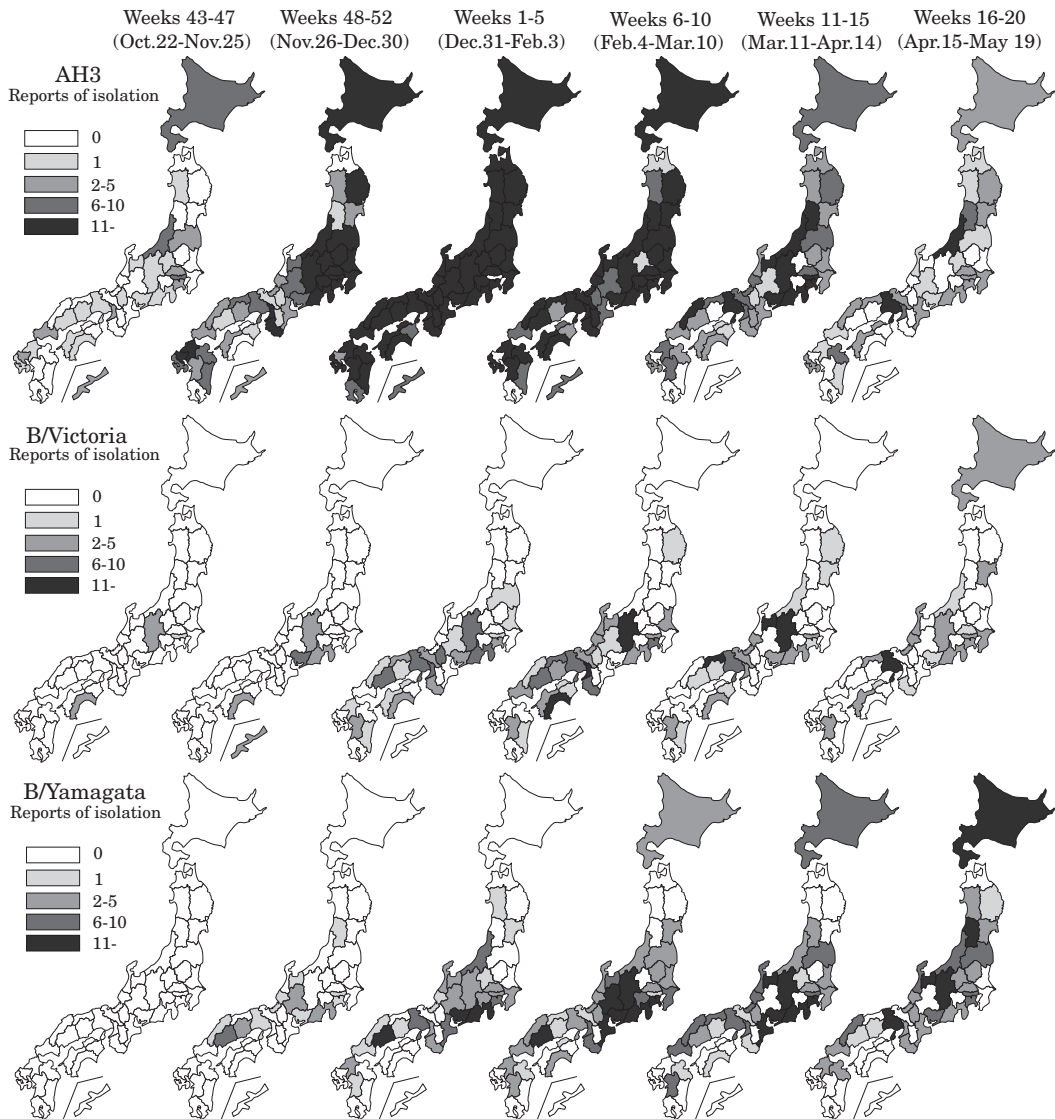 Weeks 43-47
(Oct.22-Nov.25)
Weeks 48-52
(Nov.26-Dec.30)
Weeks 1-5
(Dec.31-Feb.3)
Weeks 6-10
(Feb.4-Mar.10)
Weeks 11-15
(Mar.11-Apr.14)
Weeks 16-20
(Apr.15-May 19)
AH3
Reports of isolation
0
1
2-5
6-10
11-
B/Victoria
Reports of isolation
0
1
2-5
6-10
11-
B/Yamagata
Reports of isolation
0
1
2-5
6-10
11-